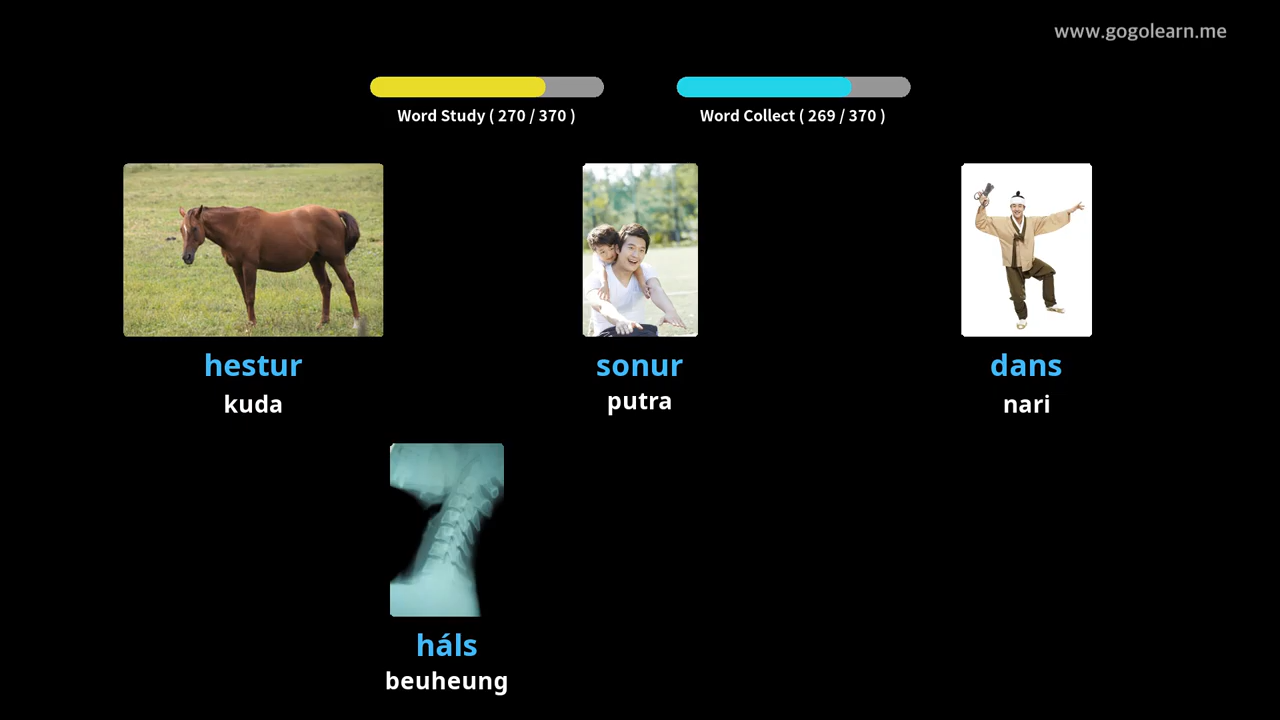 www.gogolearn.me
Word Study ( 270 / 370 )
Word Collect ( 269 / 370 )
hestur
kuda
sonur
putra
dans
nari
háls
beuheung